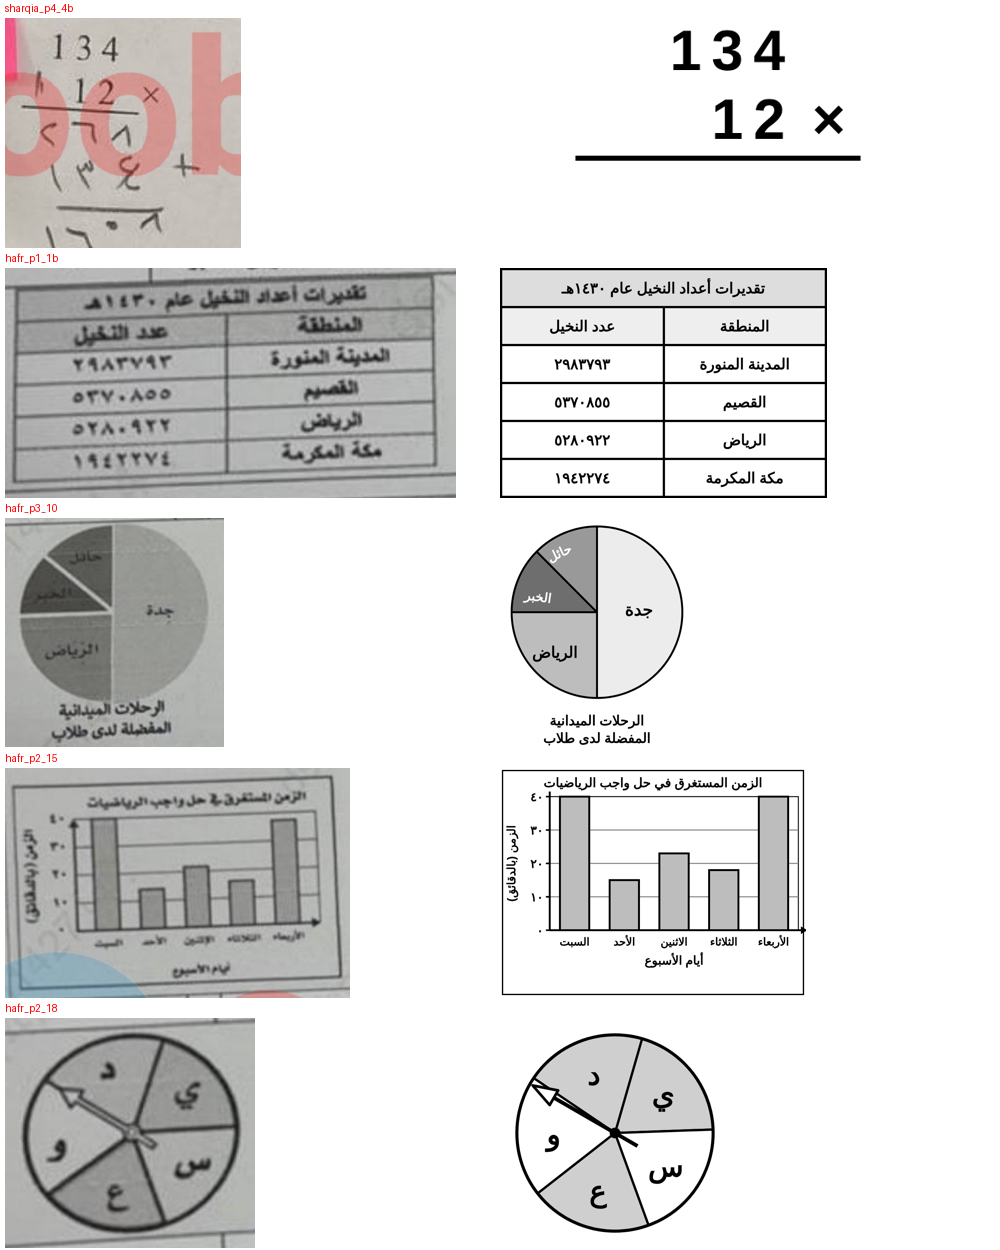 sharqia_p4_4b
134
12 ×
٨ ٦ ٢
+ ١٣٤
١٦٠٨
134
12 ×
hafr_p1_1b
تقديرات أعداد النخيل عام ١٤٣٠هـ
المنطقة عدد النخيل
المدينة المنورة ٢٩٨٣٧٩٣
القصيم ٥٣٧٠٨٥٥
الرياض ٥٢٨٠٩٢٢
مكة المكرمة ١٩٤٢٢٧٤
تقديرات أعداد النخيل عام ١٤٣٠هـ
المنطقة عدد النخيل
المدينة المنورة ٢٩٨٣٧٩٣
القصيم ٥٣٧٠٨٥٥
الرياض ٥٢٨٠٩٢٢
مكة المكرمة ١٩٤٢٢٧٤
hafr_p3_10
حائل
الخبر
جدة
الرياض
الرحلات الميدانية
المفضلة لدى طلاب
حائل
الخبر
جدة
الرياض
الرحلات الميدانية
المفضلة لدى طلاب
hafr_p2_15
الزمن المستغرق في حل واجب الرياضيات
الزمن (بالدقائق)
٤٠
٣٠
٢٠
١٠
٠
السبت الأحد الإثنين الثلاثاء الأربعاء
أيام الأسبوع
الزمن المستغرق في حل واجب الرياضيات
الزمن (بالدقائق)
٤٠
٣٠
٢٠
١٠
٠
السبت الأحد الاثنين الثلاثاء الأربعاء
أيام الأسبوع
hafr_p2_18
د
ي
و
س
ع
د
ي
و
س
ع